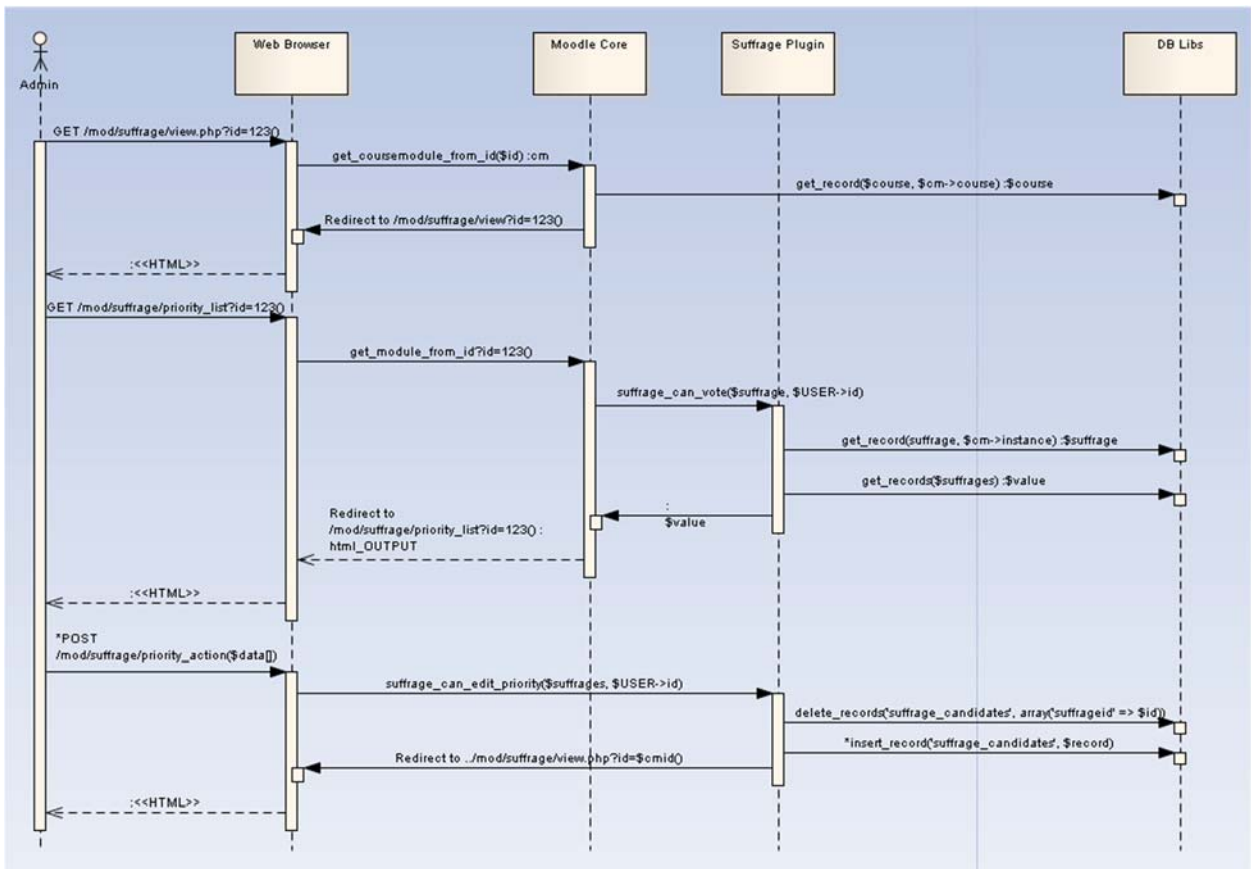 Web Browser
Moodle Core
Suffrage Plugin
DB Libs
Admin
GET /mod/suffrage/view.php?id=123()
get_coursemodule_from_id($id) :cm
get_record($course, $cm->course) :$course
Redirect to /mod/suffrage/view?id=123()
:<<HTML>>
GET /mod/suffrage/priority_list?id=123()
get_module_from_id?id=123()
suffrage_can_vote($suffrage, $USER->id)
get_record(suffrage, $cm->instance) :$suffrage
get_records($suffrages) :$value
:
$value
Redirect to
/mod/suffrage/priority_list?id=123() :
html_OUTPUT
:<<HTML>>
*POST
/mod/suffrage/priority_action($data[])
suffrage_can_edit_priority($suffrages, $USER->id)
delete_records('suffrage_candidates', array('suffrageid' => $id))
*insert_record('suffrage_candidates', $record)
Redirect to ../mod/suffrage/view.php?id=$cmid()
:<<HTML>>